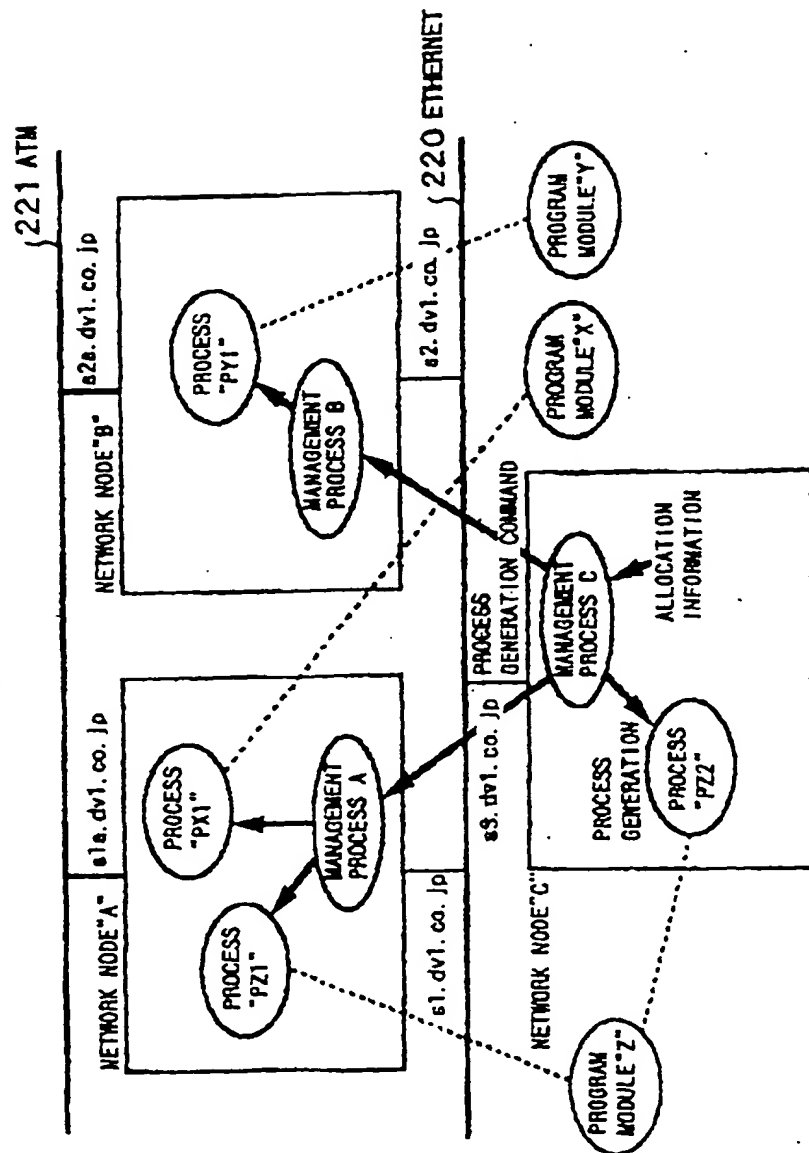 221 ATM
NETWORK NODE"A"
a1a.dv1.co.jp
NETWORK NODE"B"
a2a.dv1.co.jp
PROCESS
"PZ1"
PROCESS
"PX1"
MANAGEMENT
PROCESS A
PROCESS
"PY1"
MANAGEMENT
PROCESS B
s1.dv1.co.jp
s2.dv1.co.jp
220 ETHERNET
s3.dv1.co.jp
PROCESS
GENERATION COMMAND
NETWORK NODE"C"
MANAGEMENT
PROCESS C
PROCESS
GENERATION
ALLOCATION
INFORMATION
PROCESS
"PZ2"
PROGRAM
MODULE"Z"
PROGRAM
MODULE"X"
PROGRAM
MODULE"Y"